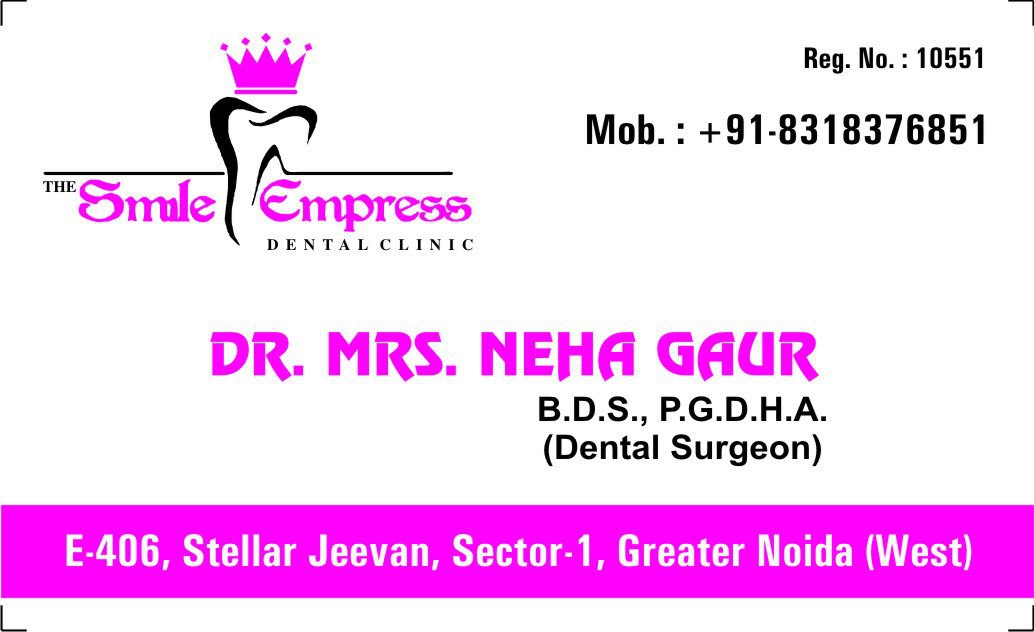 Reg. No. : 10551
Mob. : +91-8318376851
THE Smile Empress
DENTAL CLINIC
DR. MRS. NEHA GAUR
B.D.S., P.G.D.H.A.
(Dental Surgeon)
E-406, Stellar Jeevan, Sector-1, Greater Noida (West)